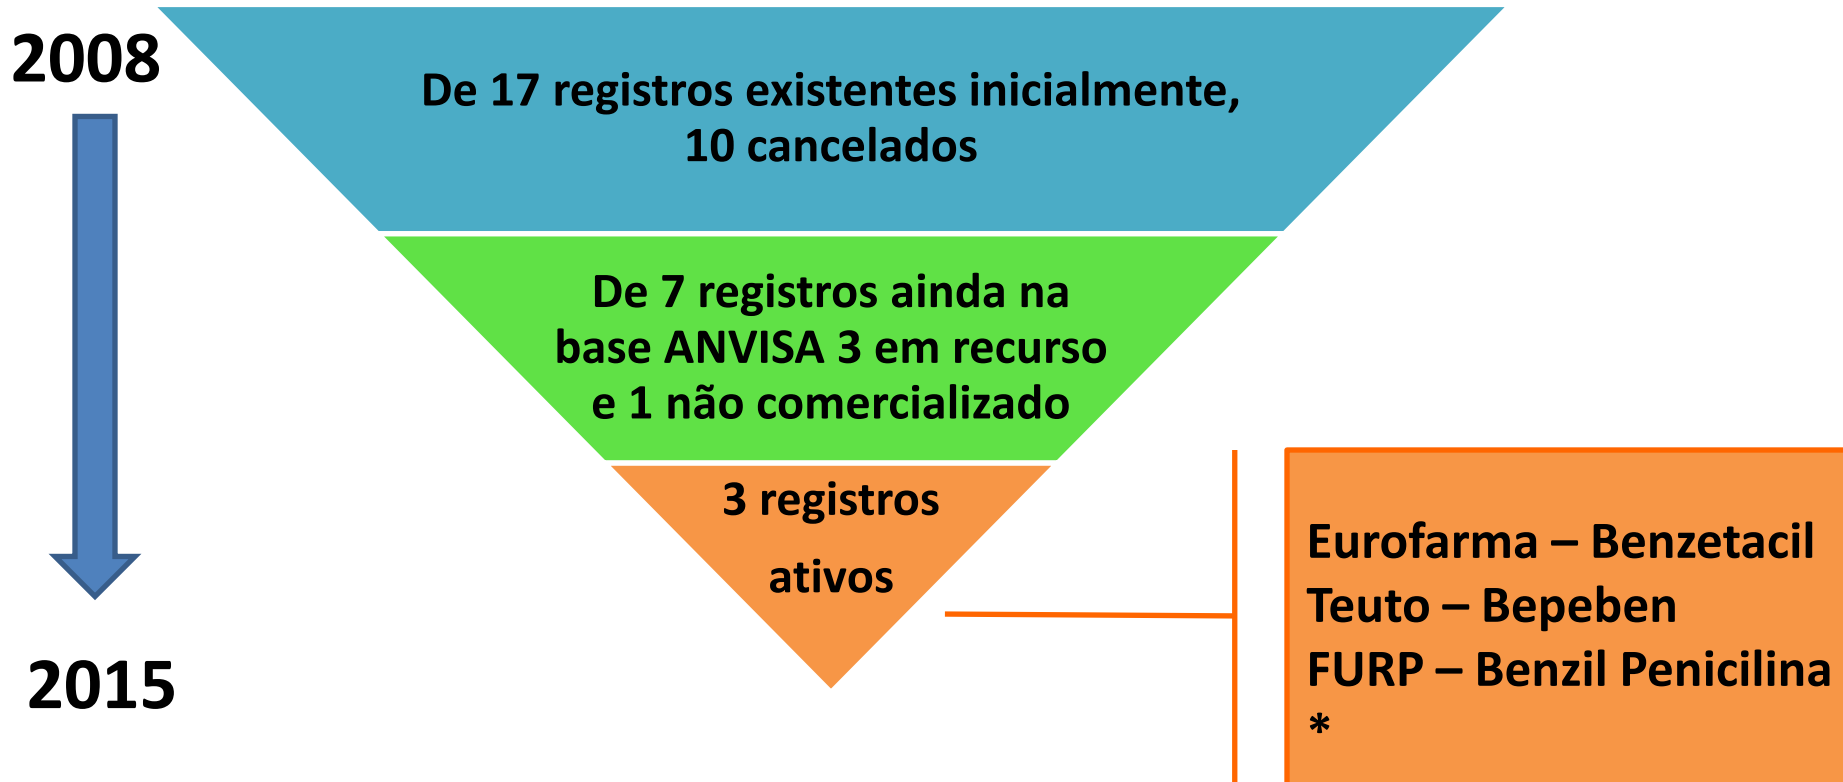 2008
De 17 registros existentes inicialmente,
10 cancelados
De 7 registros ainda na
base ANVISA 3 em recurso
e 1 não comercializado
3 registros
ativos
2015
Eurofarma – Benzetacil
Teuto – Bepeben
FURP – Benzil Penicilina
*